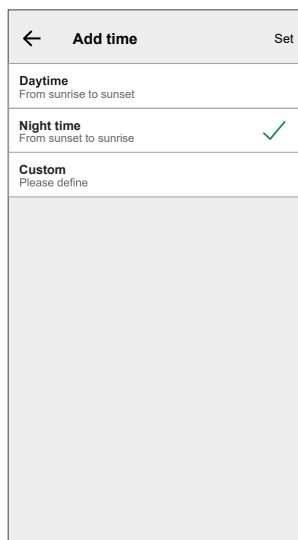 Add time
Set
Daytime
From sunrise to sunset
Night time
From sunset to sunrise
Custom
Please define